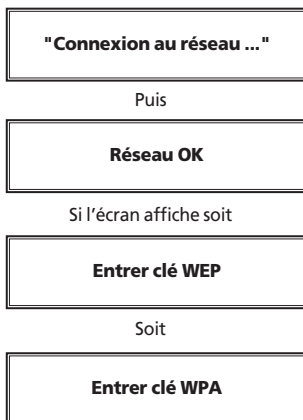 "Connexion au réseau ..."
Puis
Réseau OK
Si l'écran affiche soit
Entrer clé WEP
Soit
Entrer clé WPA